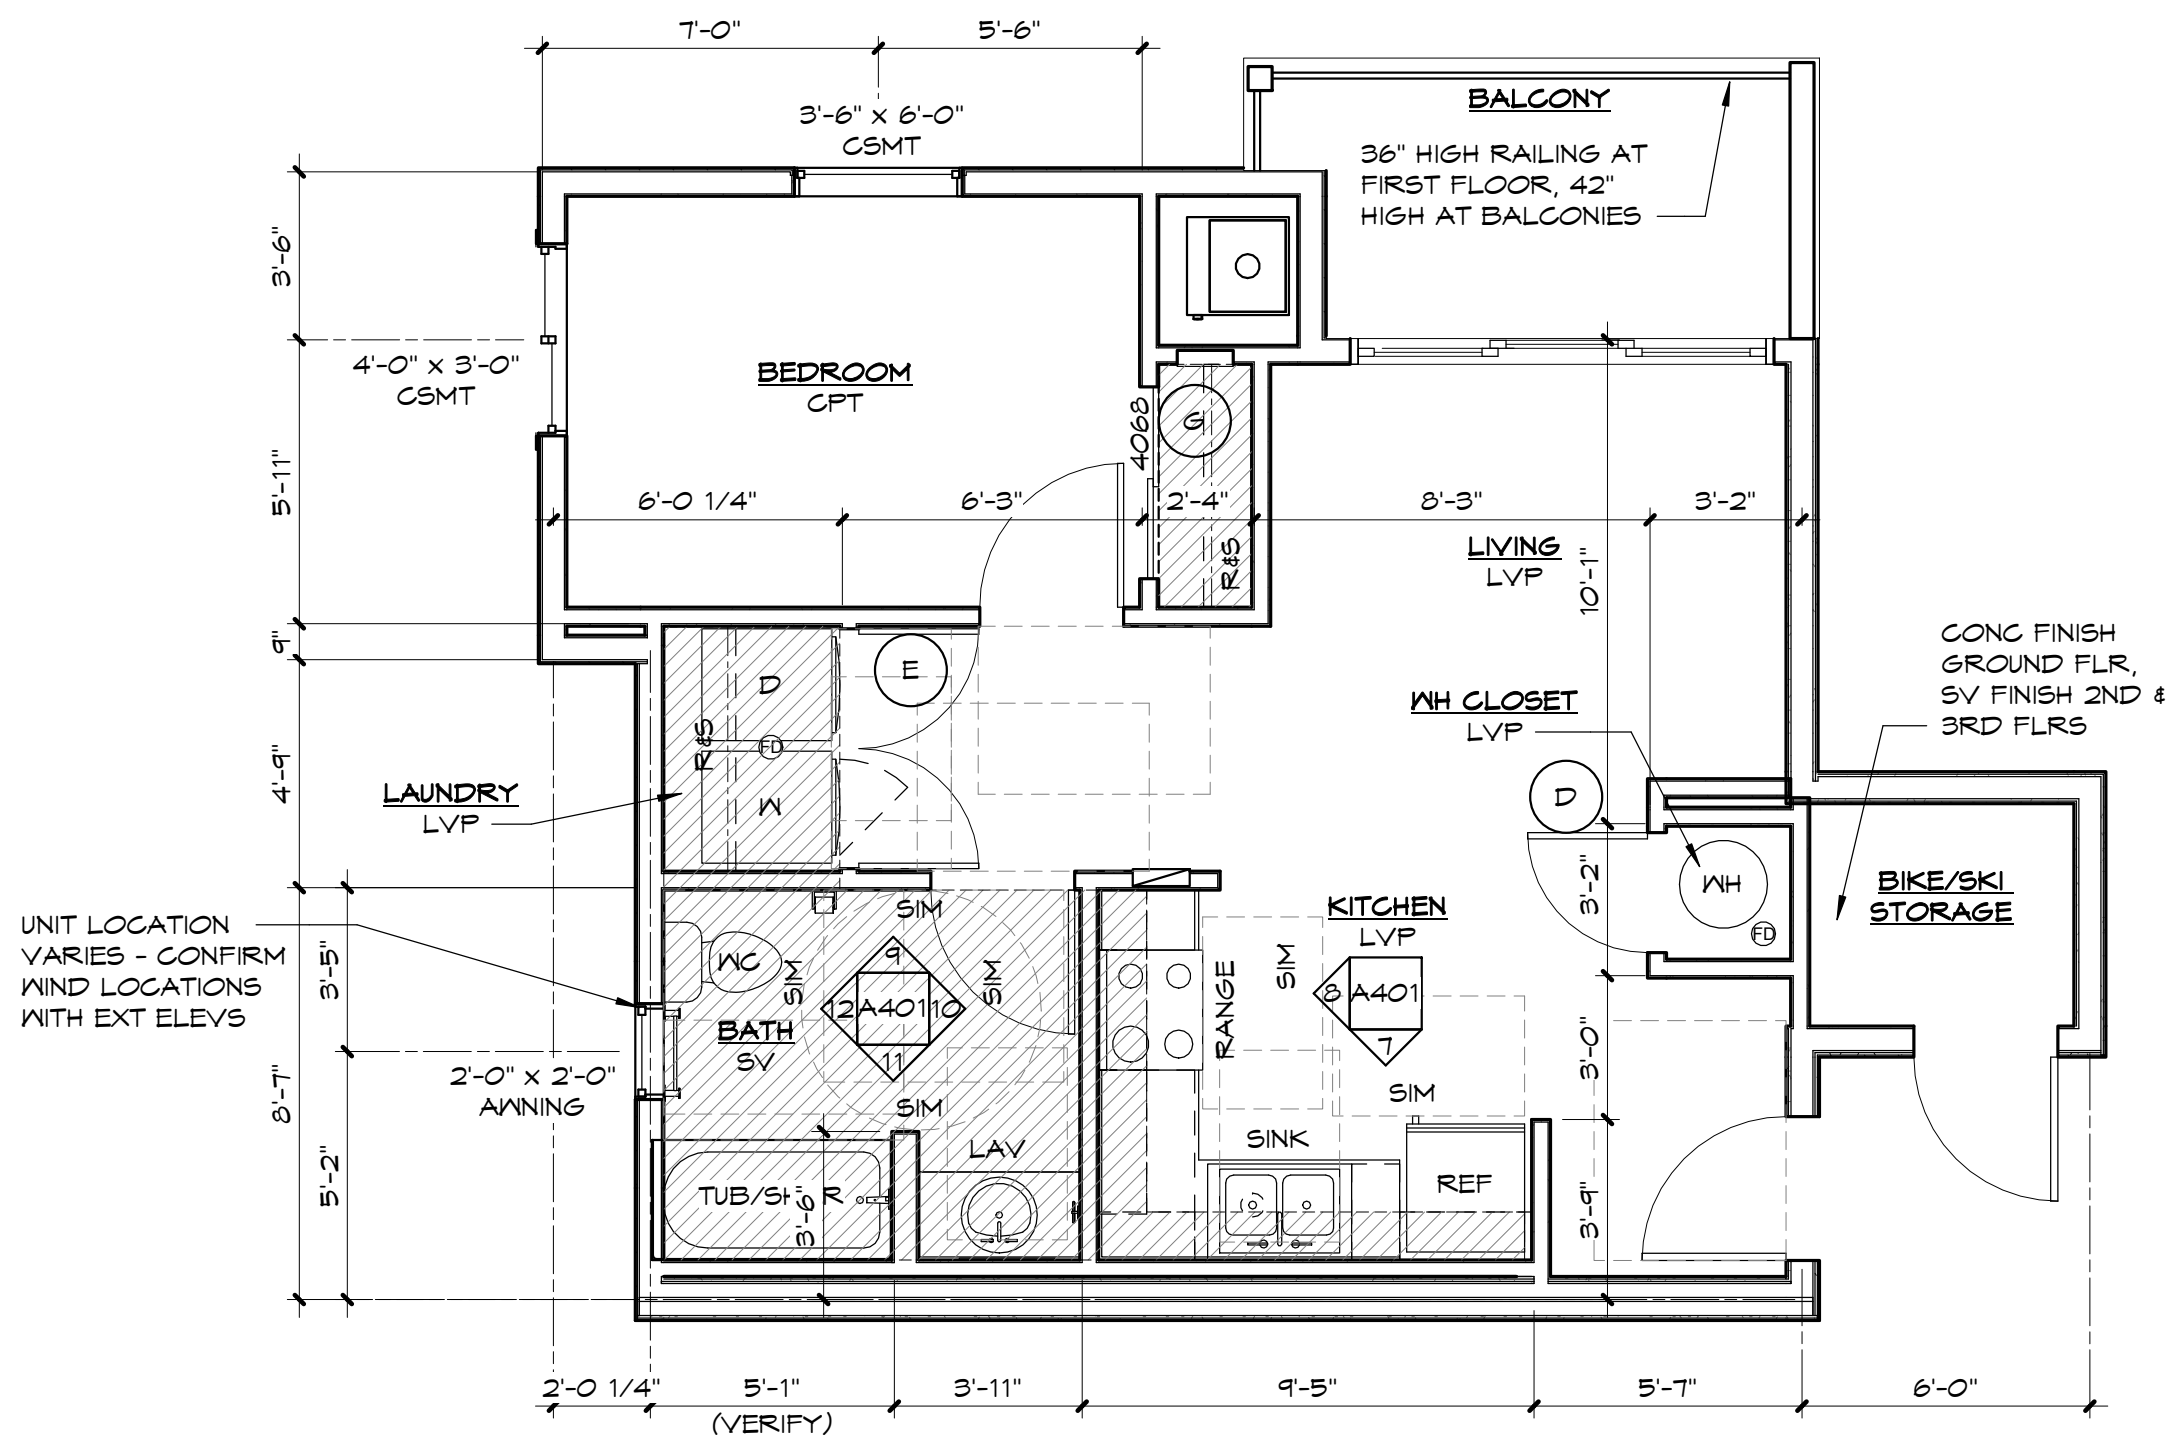 7'-0"
5'-6"
3'-6" x 6'-0"
CSMT
BALCONY
36" HIGH RAILING AT
FIRST FLOOR, 42"
HIGH AT BALCONIES
3'-6"
4'-0" x 3'-0"
CSMT
BEDROOM
CPT
4068
G
5'-11"
6'-0 1/4"
6'-3"
2'-4"
8'-3"
3'-2"
R&S
LIVING
LVP
10'-1"
9"
CONC FINISH
GROUND FLR,
SV FINISH 2ND &
3RD FLRS
D
E
WH CLOSET
LVP
R&S
FD
4'-9"
LAUNDRY
LVP
W
D
3'-2"
WH
FD
BIKE/SKI
STORAGE
UNIT LOCATION
VARIES - CONFIRM
WIND LOCATIONS
WITH EXT ELEVS
3'-5"
SIM
WC
SIM
9
SIM
12
A401
10
11
BATH
SV
KITCHEN
LVP
RANGE
SIM
8
A401
7
3'-0"
2'-0" x 2'-0"
AWNING
8'-7"
SIM
SIM
LAV
SINK
REF
5'-2"
TUB/SH R
3'-6"
3'-9"
2'-0 1/4"
5'-1"
(VERIFY)
3'-11"
9'-5"
5'-7"
6'-0"